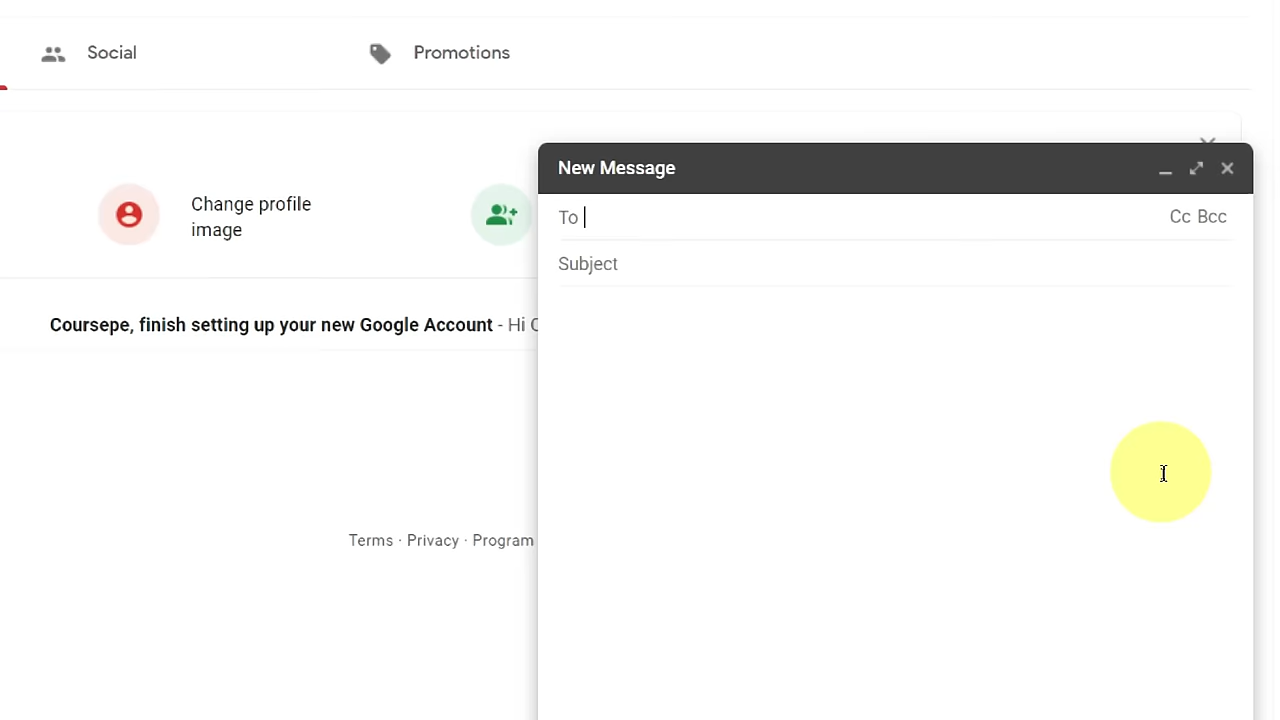 Social
Promotions
New Message
Change profile
image
To
Cc Bcc
Subject
Coursepe, finish setting up your new Google Account - Hi
Terms · Privacy · Program